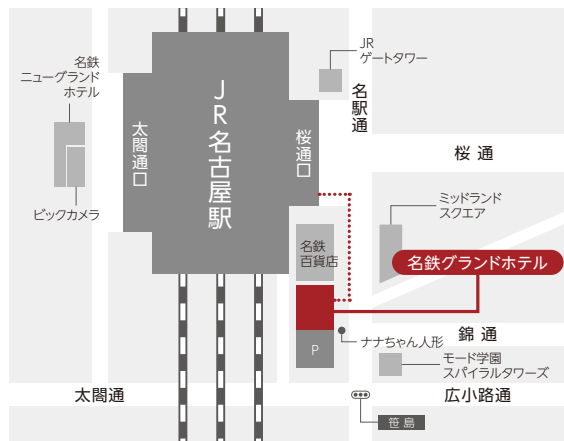 名鉄
ニューグランド
ホテル
JR
ゲートタワー
JR名古屋駅
名駅通
太閤通口
桜通口
桜通
ビックカメラ
ミッドランド
スクエア
名鉄
百貨店
名鉄グランドホテル
ナナちゃん人形
錦通
P
モード学園
スパイラルタワーズ
太閤通
広小路通
笹島